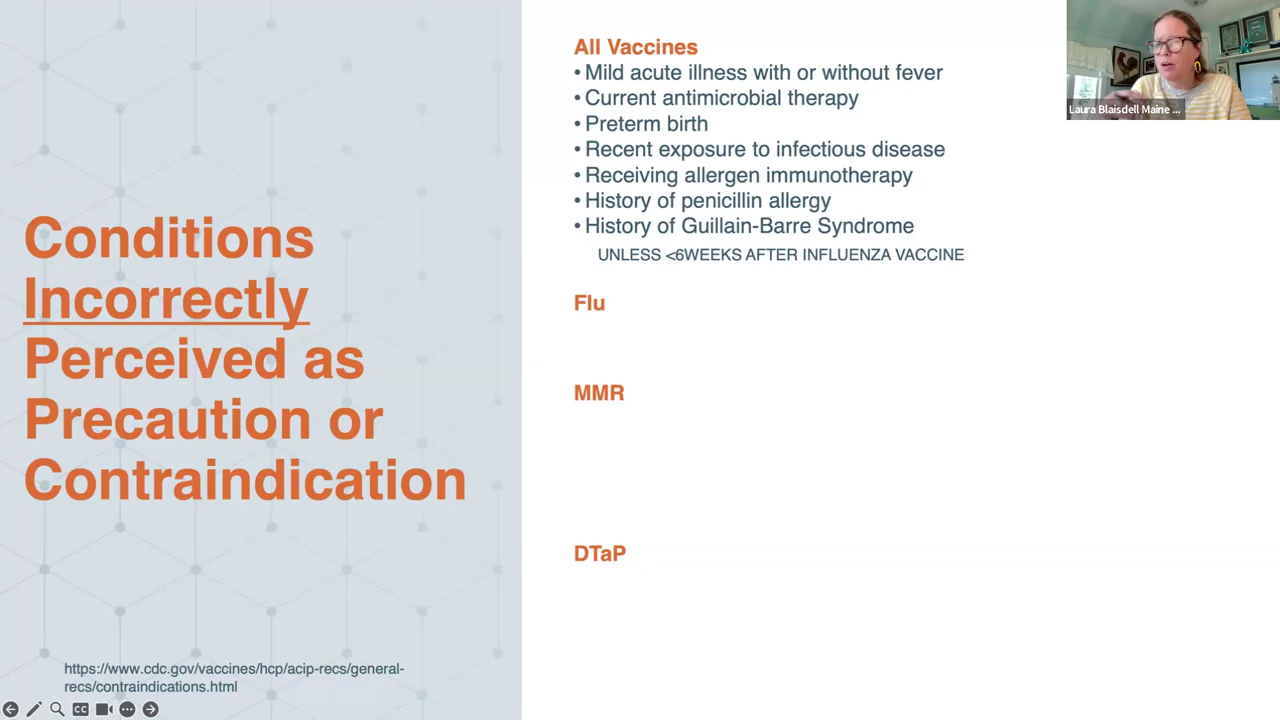 Conditions
Incorrectly
Perceived as
Precaution or
Contraindication
https://www.cdc.gov/vaccines/hcp/acip-recs/general-
recs/contraindications.html
All Vaccines
• Mild acute illness with or without fever
• Current antimicrobial therapy
• Preterm birth
• Recent exposure to infectious disease
• Receiving allergen immunotherapy
• History of penicillin allergy
• History of Guillain-Barre Syndrome
UNLESS <6WEEKS AFTER INFLUENZA VACCINE
Flu
MMR
DTaP
Laura Blaisdell Maine ...
CC